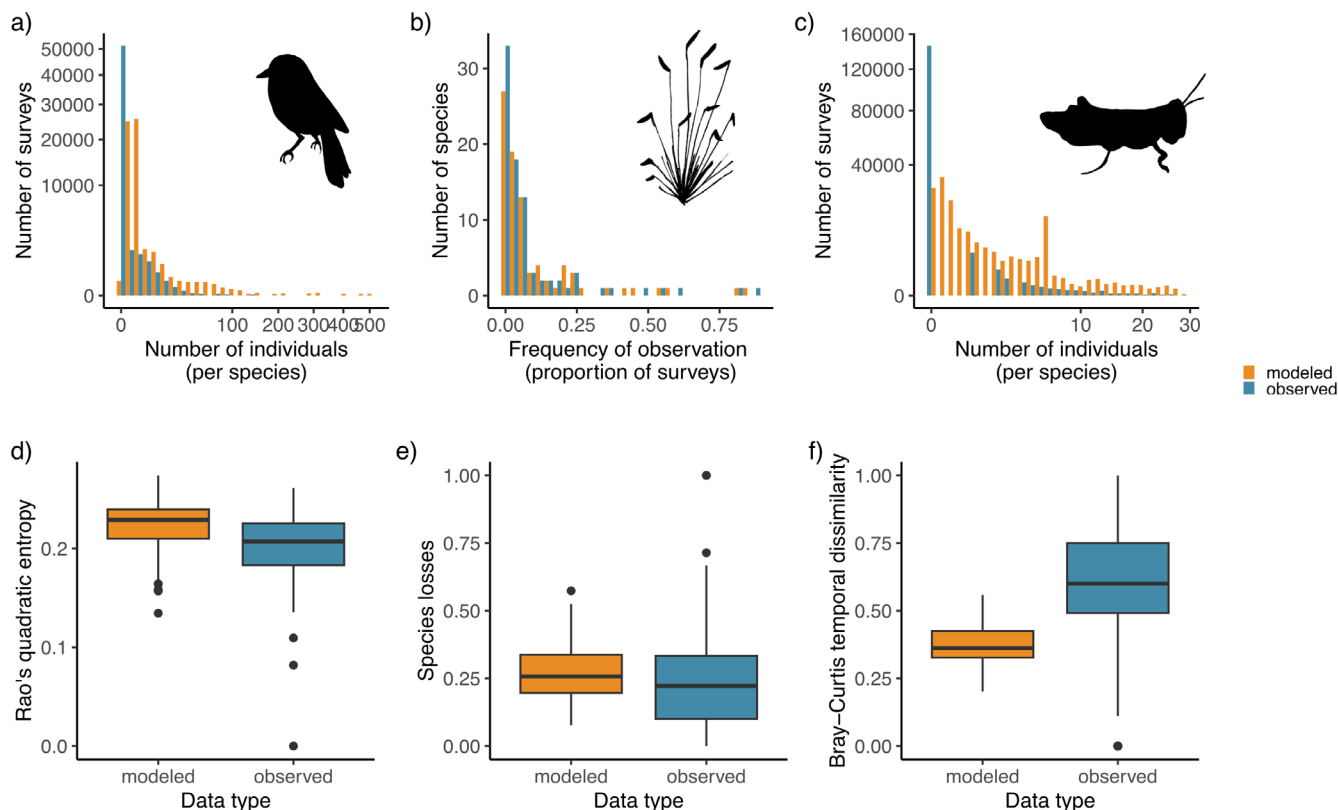 a)
50000
40000
30000
20000
10000
0
Number of surveys
0
100
200
300
400
500
Number of individuals
(per species)
b)
30
20
10
0
Number of species
0.00
0.25
0.50
0.75
Frequency of observation
(proportion of surveys)
c)
160000
120000
80000
40000
0
Number of surveys
0
10
20
30
Number of individuals
(per species)
modeled
observed
d)
0.2
0.1
0.0
Rao's quadratic entropy
modeled
observed
Data type
e)
1.00
0.75
0.50
0.25
0.00
Species losses
modeled
observed
Data type
f)
1.00
0.75
0.50
0.25
0.00
Bray−Curtis temporal dissimilarity
modeled
observed
Data type